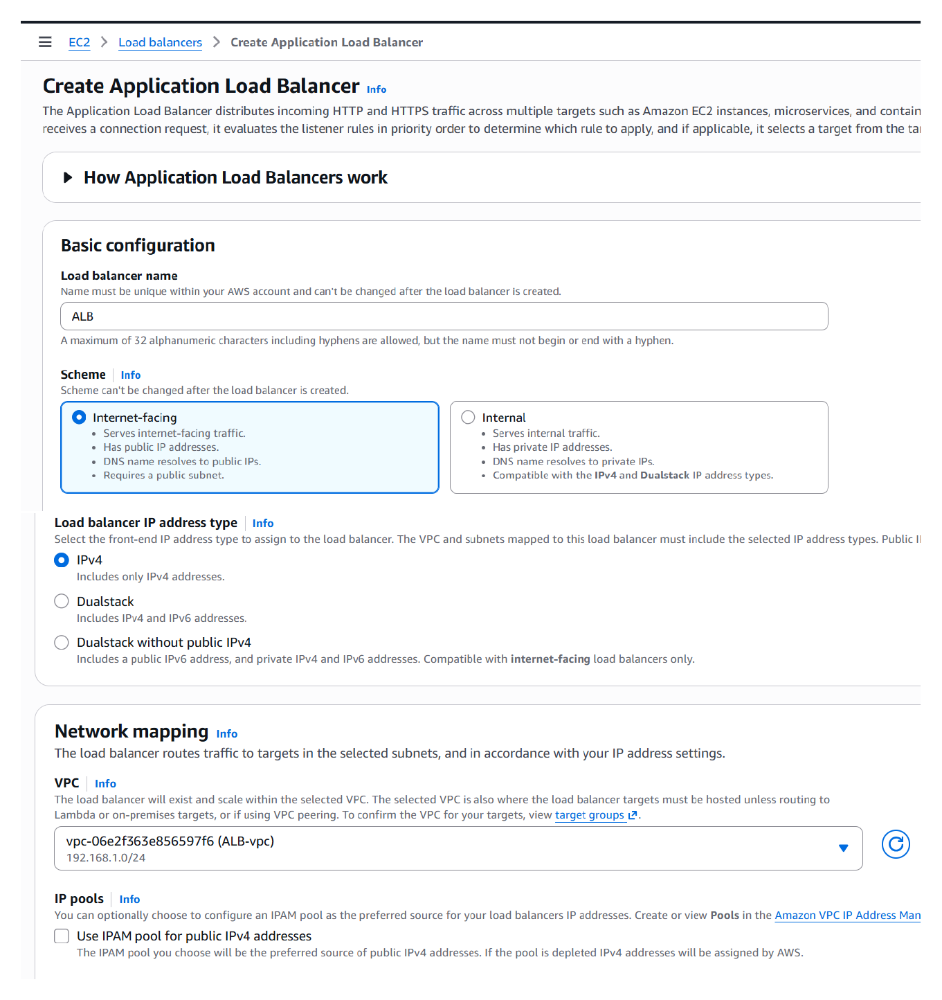 EC2 > Load balancers > Create Application Load Balancer
Create Application Load Balancer Info
The Application Load Balancer distributes incoming HTTP and HTTPS traffic across multiple targets such as Amazon EC2 instances, microservices, and contain
receives a connection request, it evaluates the listener rules in priority order to determine which rule to apply, and if applicable, it selects a target from the ta
How Application Load Balancers work
Basic configuration
Load balancer name
Name must be unique within your AWS account and can't be changed after the load balancer is created.
ALB
A maximum of 32 alphanumeric characters including hyphens are allowed, but the name must not begin or end with a hyphen.
Scheme Info
Scheme can't be changed after the load balancer is created.
Internet-facing
• Serves internet-facing traffic.
• Has public IP addresses.
• DNS name resolves to public IPs.
• Requires a public subnet.
Internal
• Serves internal traffic.
• Has private IP addresses.
• DNS name resolves to private IPs.
• Compatible with the IPv4 and Dualstack IP address types.
Load balancer IP address type Info
Select the front-end IP address type to assign to the load balancer. The VPC and subnets mapped to this load balancer must include the selected IP address types. Public
IPv4
Includes only IPv4 addresses.
Dualstack
Includes IPv4 and IPv6 addresses.
Dualstack without public IPv4
Includes a public IPv6 address, and private IPv4 and IPv6 addresses. Compatible with internet-facing load balancers only.
Network mapping Info
The load balancer routes traffic to targets in the selected subnets, and in accordance with your IP address settings.
VPC Info
The load balancer will exist and scale within the selected VPC. The selected VPC is also where the load balancer targets must be hosted unless routing to
Lambda or on-premises targets, or if using VPC peering. To confirm the VPC for your targets, view target groups.
vpc-06e2f363e856597f6 (ALB-vpc)
192.168.1.0/24
IP pools Info
You can optionally choose to configure an IPAM pool as the preferred source for your load balancers IP addresses. Create or view Pools in the Amazon VPC IP Address Man
Use IPAM pool for public IPv4 addresses
The IPAM pool you choose will be the preferred source of public IPv4 addresses. If the pool is depleted IPv4 addresses will be assigned by AWS.